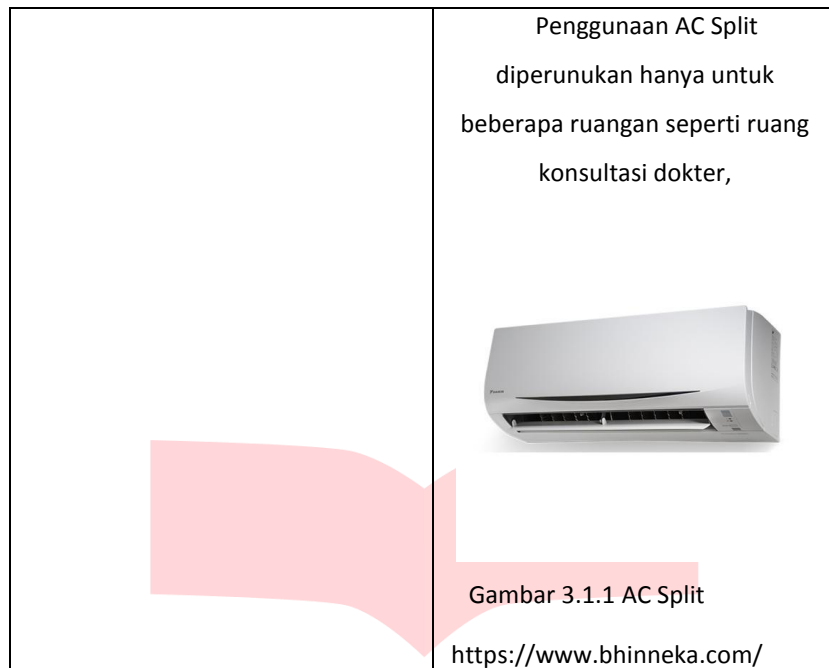 Penggunaan AC Split
diperunukan hanya untuk
beberapa ruangan seperti ruang
konsultasi dokter,
Gambar 3.1.1 AC Split
https://www.bhinneka.com/